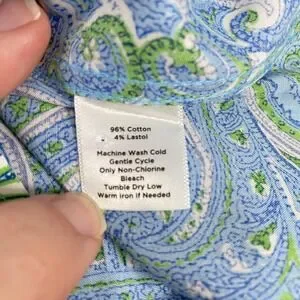 96% Cotton
4% Lastol
Machine Wash Cold
Gentle Cycle
Only Non-Chlorine
Bleach
Tumble Dry Low
Warm iron if Needed